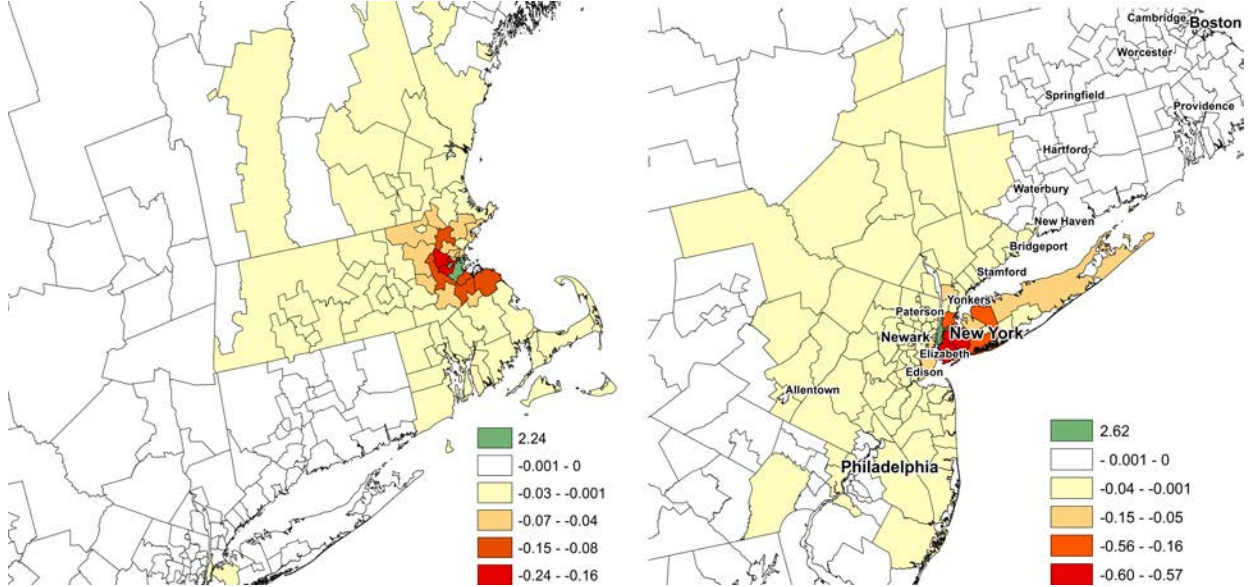 2.24
-0.001 - 0
-0.03 - -0.001
-0.07 - -0.04
-0.15 - -0.08
-0.24 - -0.16
Cambridge
Boston
Worcester
Springfield
Providence
Hartford
Waterbury
New Haven
Bridgeport
Stamford
Yonkers
Paterson
New York
Newark
Elizabeth
Edison
Allentown
Philadelphia
2.62
- 0.001 - 0
-0.04 - -0.001
-0.15 - -0.05
-0.56 - -0.16
-0.60 - -0.57